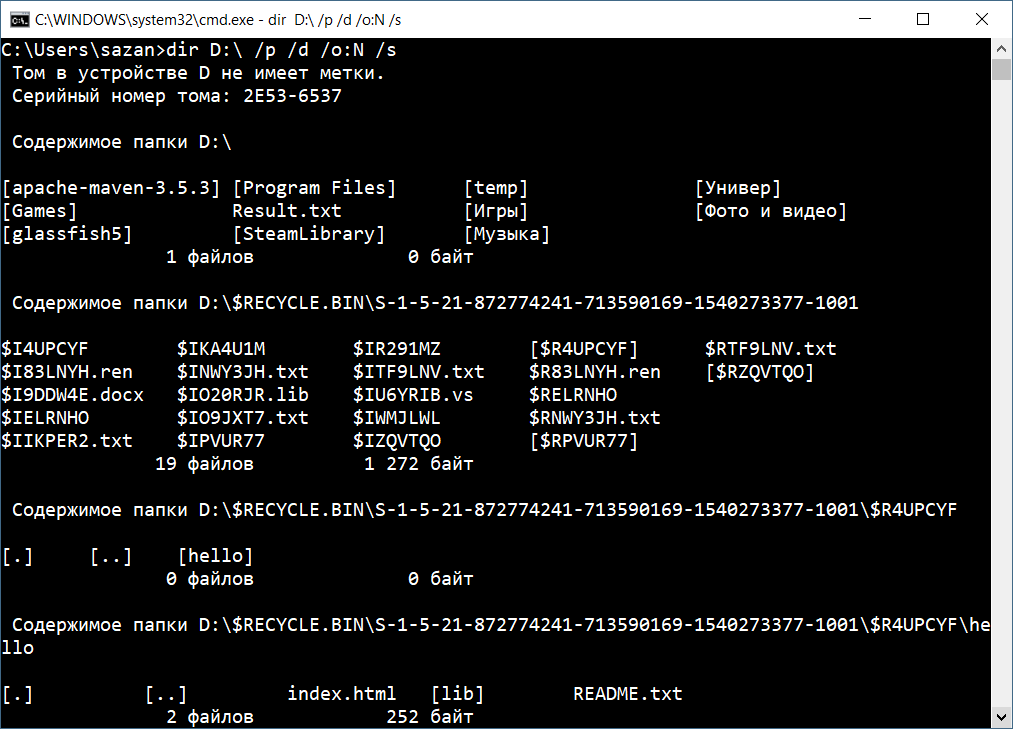 C:\WINDOWS\system32\cmd.exe - dir  D:\ /p /d /o:N /s
C:\Users\sazan>dir D:\ /p /d /o:N /s
Том в устройстве D не имеет метки.
Серийный номер тома: 2E53-6537
Содержимое папки D:\
[apache-maven-3.5.3] [Program Files] [temp] [Универ]
[Games] Result.txt [Игры] [Фото и видео]
[glassfish5] [SteamLibrary] [Музыка]
1 файлов 0 байт
Содержимое папки D:\$RECYCLE.BIN\S-1-5-21-872774241-713590169-1540273377-1001
$I4UPCYF $IKA4U1M $IR291MZ [$R4UPCYF] $RTF9LNV.txt
$I83LNYH.ren $INWY3JH.txt $ITF9LNV.txt $R83LNYH.ren [$RZQVTQO]
$I9DDW4E.docx $IO20RJR.lib $IU6YRIB.vs $RELRNHO
$IELRNHO $IO9JXT7.txt $IWMJLWL $RNWY3JH.txt
$IIKPER2.txt $IPVUR77 $IZQVTQO [$RPVUR77]
19 файлов 1 272 байт
Содержимое папки D:\$RECYCLE.BIN\S-1-5-21-872774241-713590169-1540273377-1001\$R4UPCYF
[.] [..] [hello]
0 файлов 0 байт
Содержимое папки D:\$RECYCLE.BIN\S-1-5-21-872774241-713590169-1540273377-1001\$R4UPCYF\he
llo
[.] [..] index.html [lib] README.txt
2 файлов 252 байт